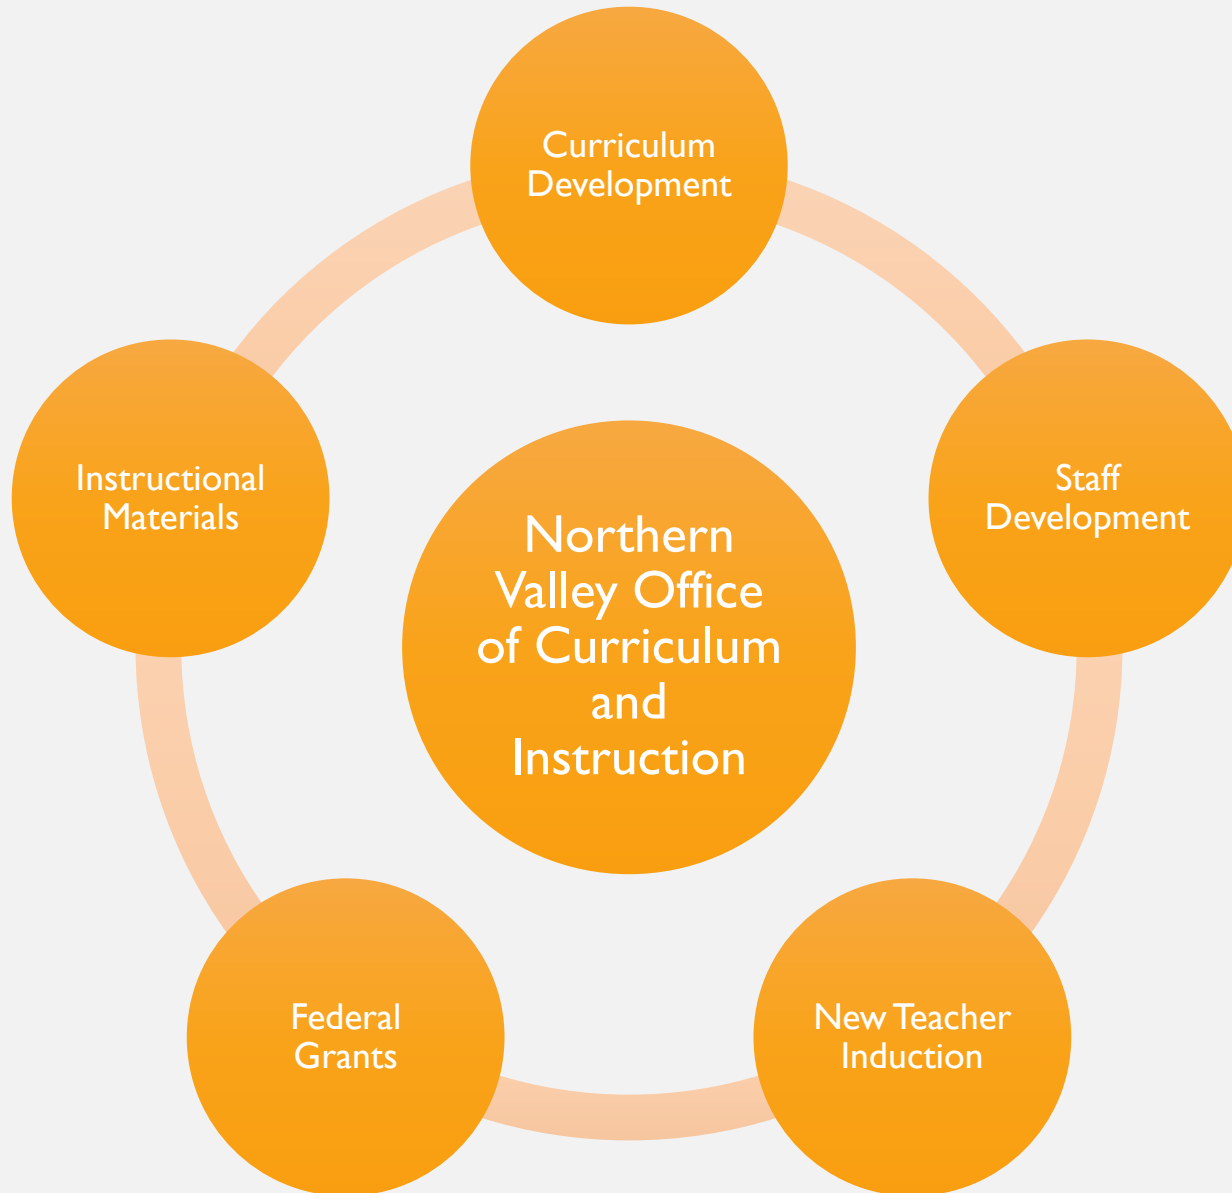 Curriculum
Development
Instructional
Materials
Staff
Development
Northern
Valley Office
of Curriculum
and
Instruction
Federal
Grants
New Teacher
Induction